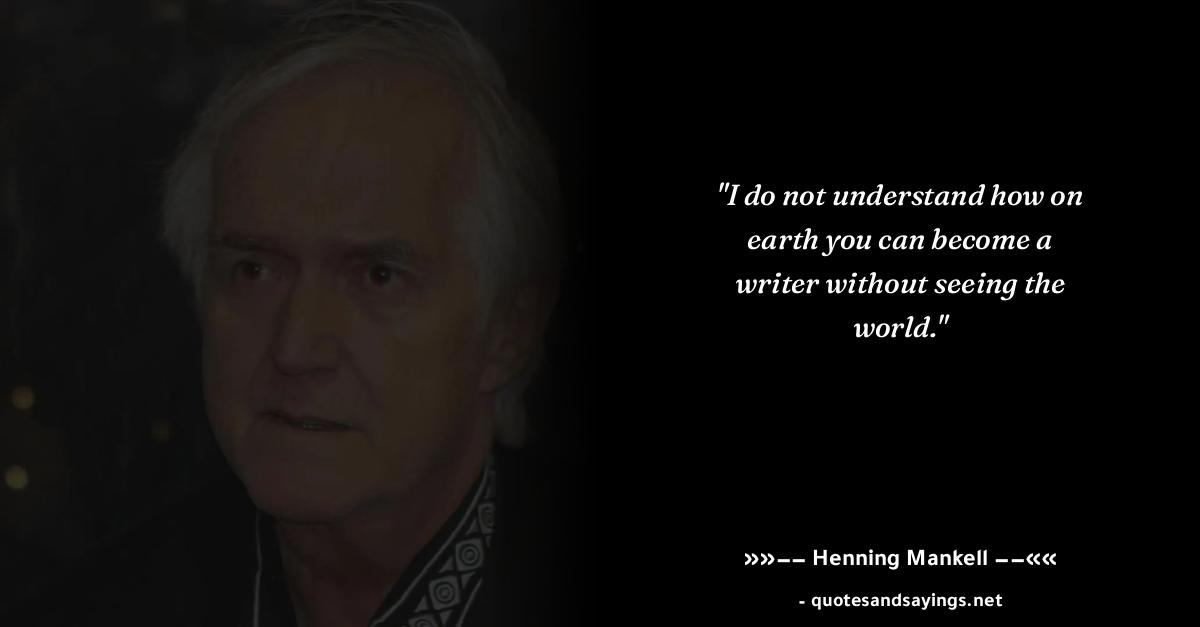 "I do not understand how on
earth you can become a
writer without seeing the
world."
»»–– Henning Mankell ––««
- quotesandsayings.net